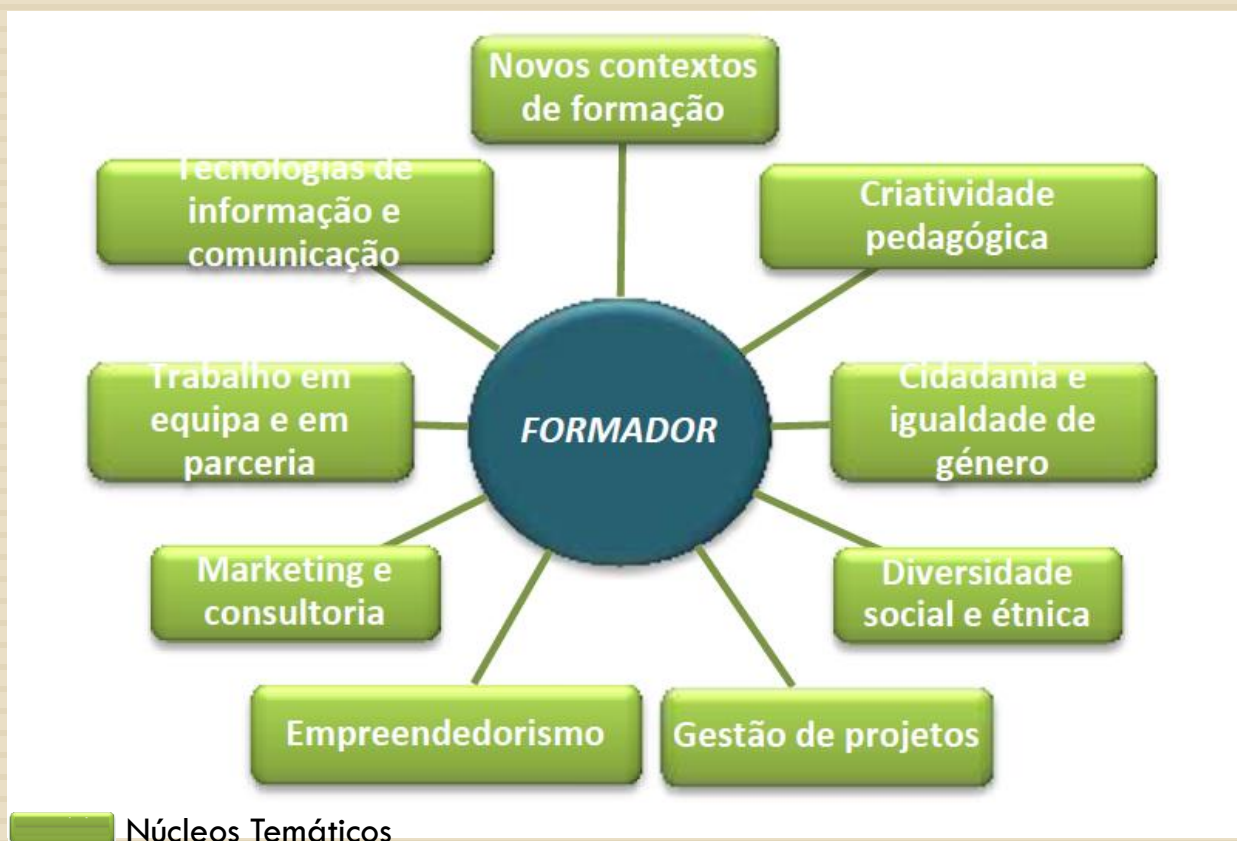 Novos contextos
de formação
Tecnologias de
informação e
comunicação
Criatividade
pedagógica
Trabalho em
equipa e em
parceria
FORMADOR
Cidadania e
igualdade de
género
Marketing e
consultoria
Diversidade
social e étnica
Empreendedorismo
Gestão de projetos
Núcleos Temáticos